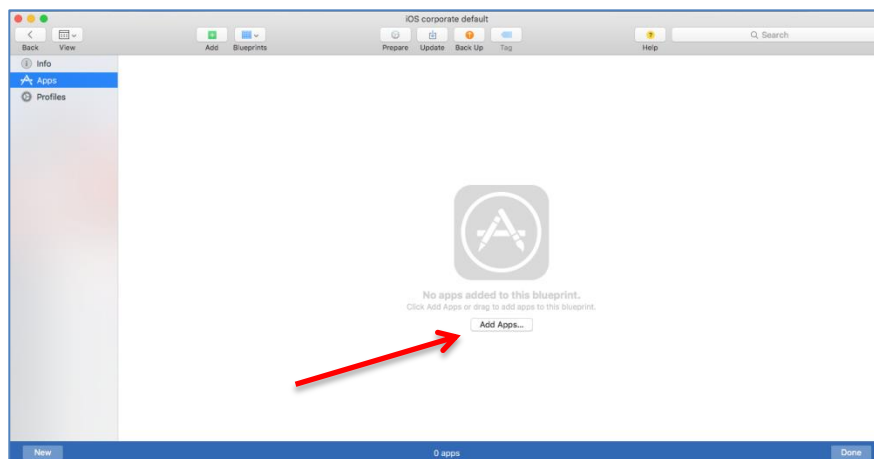 iOS corporate default
Back View Add Blueprints Prepare Update Back Up Tag Help Search
Info
Apps
Profiles
No apps added to this blueprint.
Click Add Apps or drag to add apps to this blueprint.
Add Apps...
New 0 apps Done